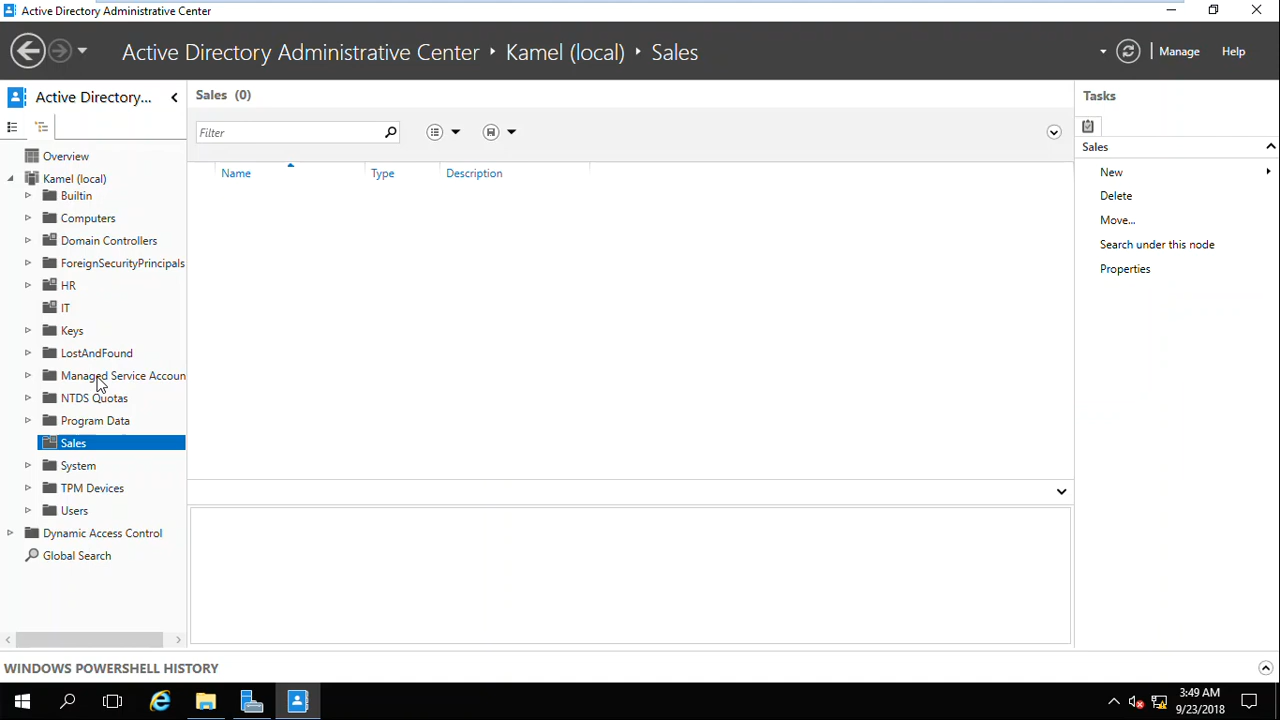 Active Directory Administrative Center
Active Directory Administrative Center • Kamel (local) • Sales
Manage
Help
Active Directory...
Overview
Kamel (local)
Builtin
Computers
Domain Controllers
ForeignSecurityPrincipals
HR
IT
Keys
LostAndFound
Managed Service Accoun
NTDS Quotas
Program Data
Sales
System
TPM Devices
Users
Dynamic Access Control
Global Search
Sales (0)
Filter
Name
Type
Description
Tasks
Sales
New
Delete
Move...
Search under this node
Properties
WINDOWS POWERSHELL HISTORY
3:49 AM
9/23/2018